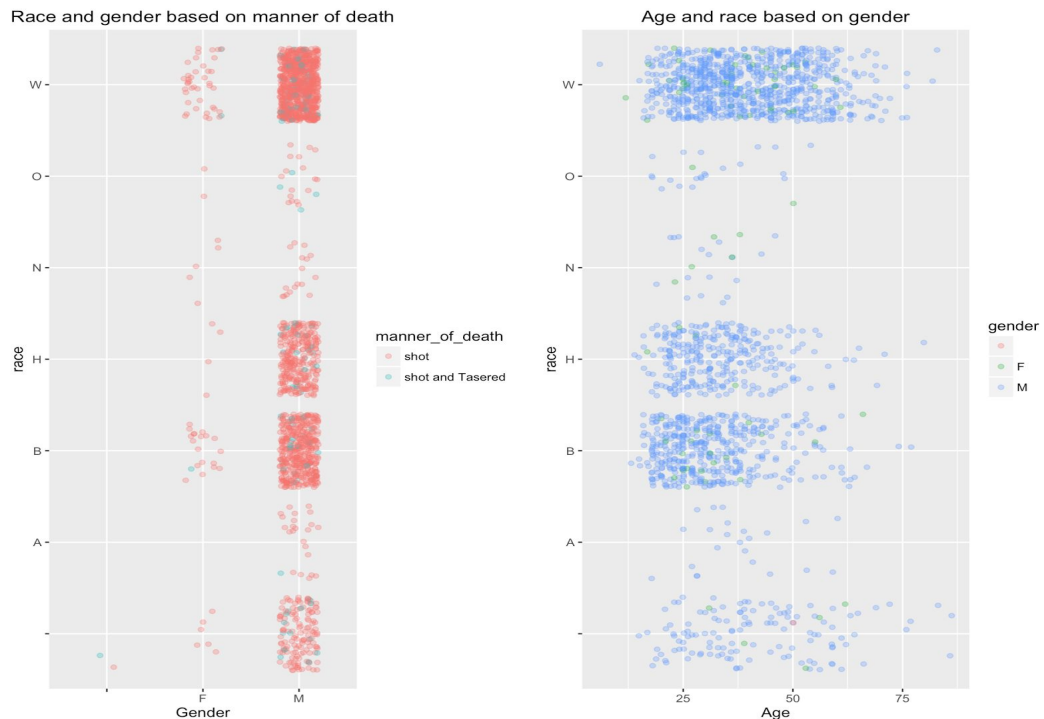 Race and gender based on manner of death
W
O
N
H
B
A
race
F
M
Gender
manner_of_death
shot
shot and Tasered
Age and race based on gender
W
O
N
H
B
A
race
25
50
75
Age
gender
F
M